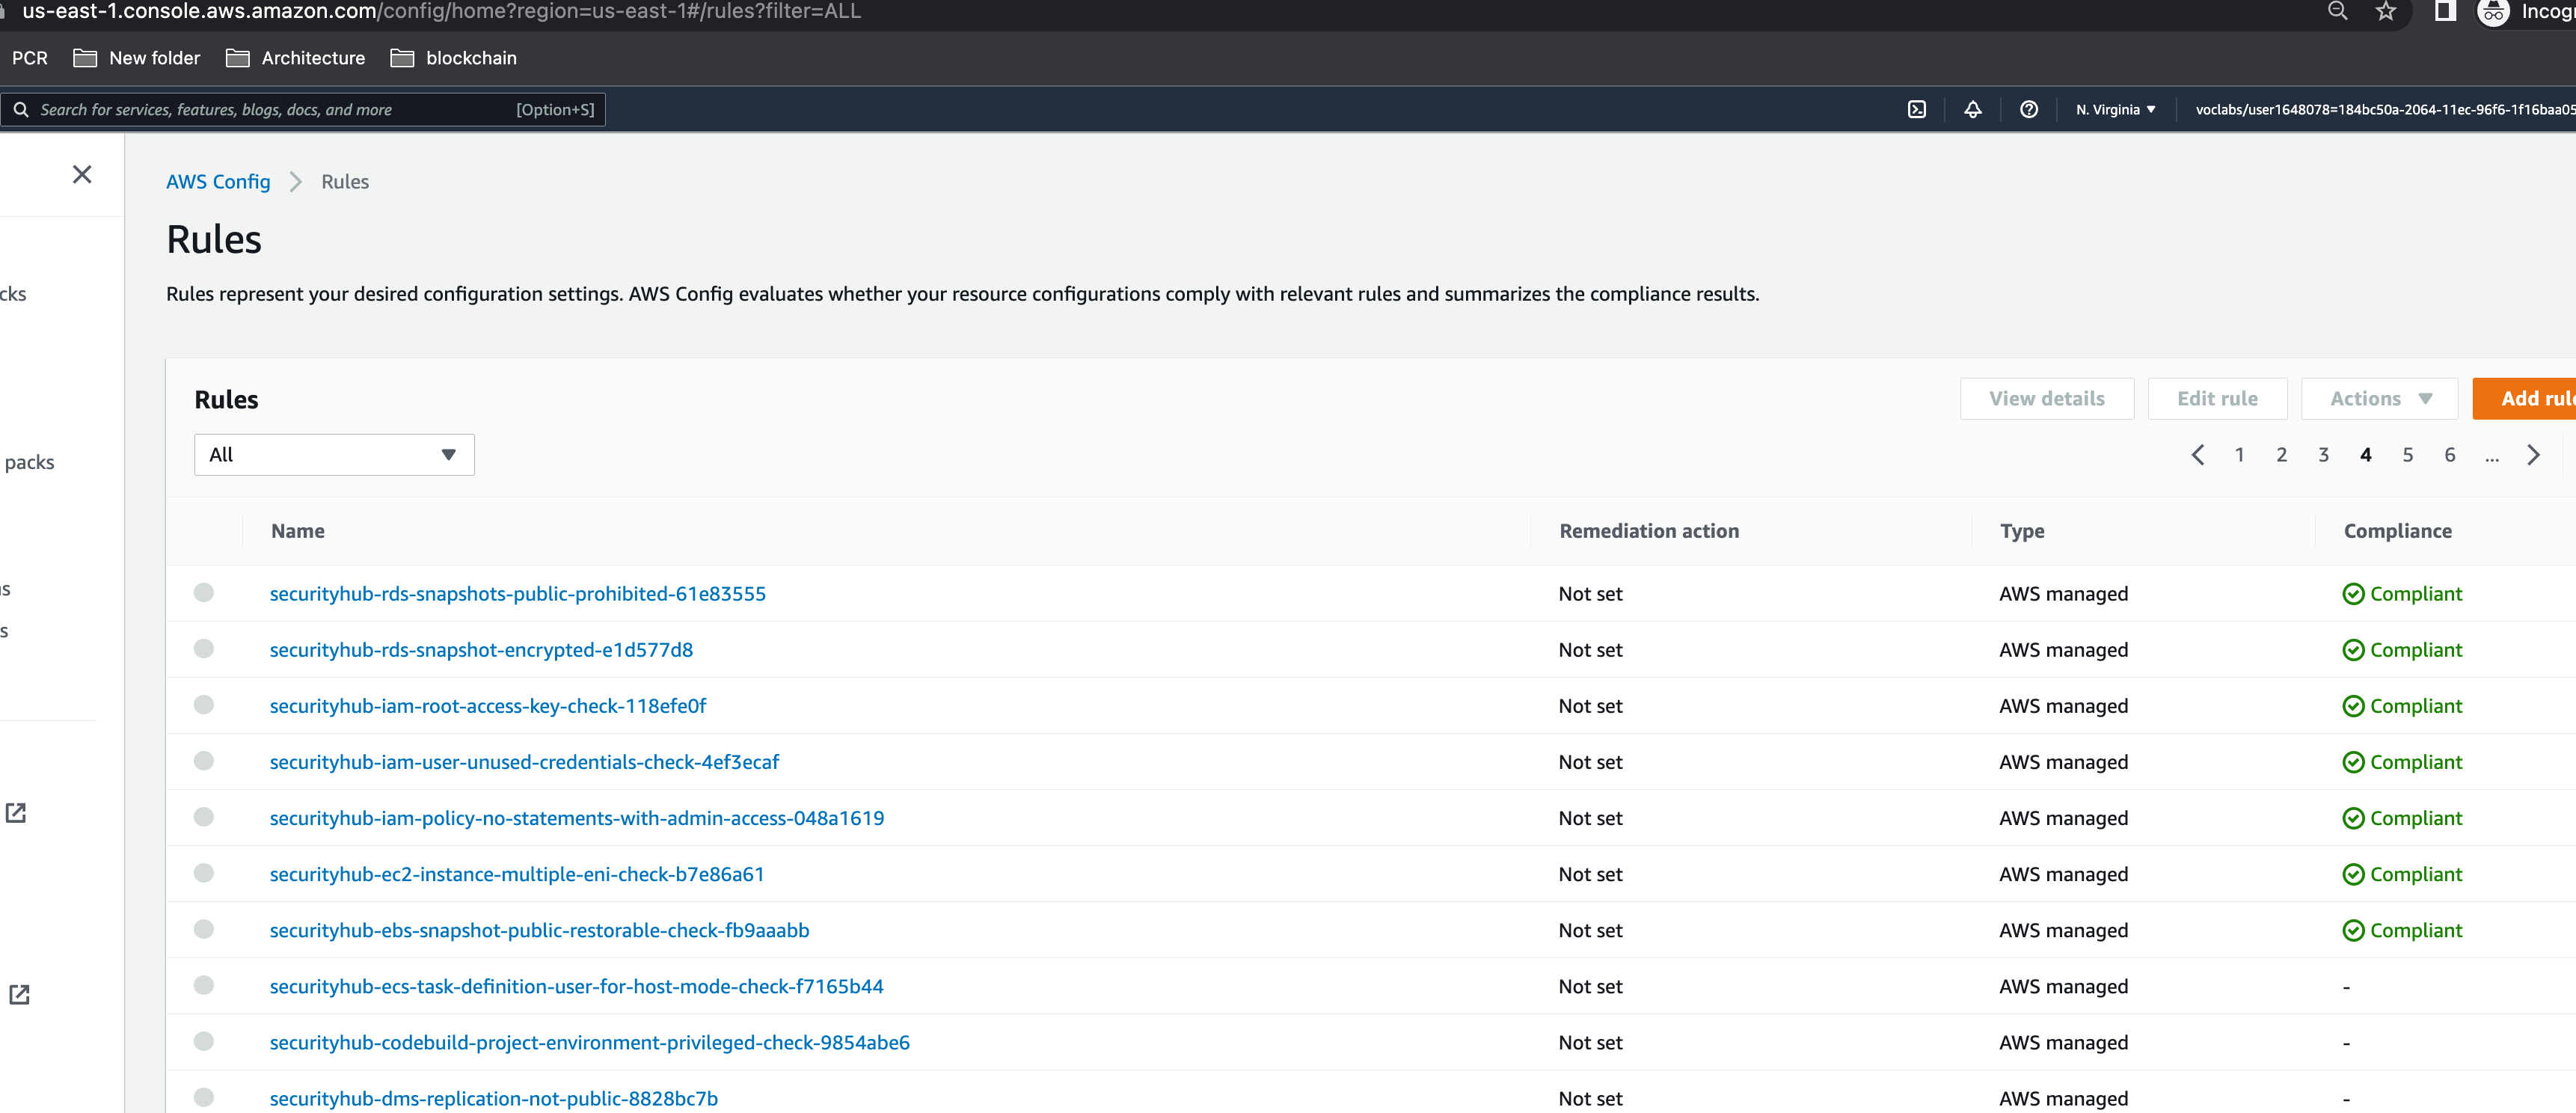 us-east-1.console.aws.amazon.com/config/home?region=us-east-1#/rules?filter=ALL
PCR New folder Architecture blockchain
Search for services, features, blogs, docs, and more [Option+S] N. Virginia voclabs/user1648078=184bc50a-2064-11ec-96f6-1f16baa05
AWS Config Rules
Rules
cks
Rules represent your desired configuration settings. AWS Config evaluates whether your resource configurations comply with relevant rules and summarizes the compliance results.
Rules View details Edit rule Actions Add rule
All 1 2 3 4 5 6 ...
packs
Name Remediation action Type Compliance
securityhub-rds-snapshots-public-prohibited-61e83555 Not set AWS managed Compliant
securityhub-rds-snapshot-encrypted-e1d577d8 Not set AWS managed Compliant
s
securityhub-iam-root-access-key-check-118efe0f Not set AWS managed Compliant
securityhub-iam-user-unused-credentials-check-4ef3ecaf Not set AWS managed Compliant
securityhub-iam-policy-no-statements-with-admin-access-048a1619 Not set AWS managed Compliant
securityhub-ec2-instance-multiple-eni-check-b7e86a61 Not set AWS managed Compliant
securityhub-ebs-snapshot-public-restorable-check-fb9aaabb Not set AWS managed Compliant
securityhub-ecs-task-definition-user-for-host-mode-check-f7165b44 Not set AWS managed -
securityhub-codebuild-project-environment-privileged-check-9854abe6 Not set AWS managed -
securityhub-dms-replication-not-public-8828bc7b Not set AWS managed -